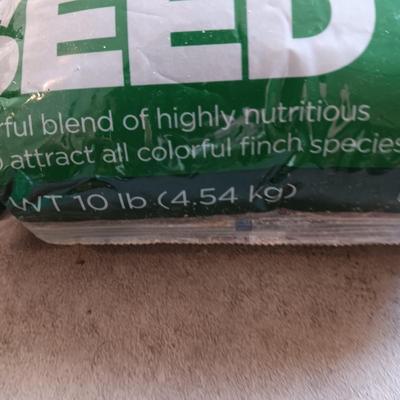 SEED
rful blend of highly nutritious
o attract all colorful finch species
WT 10 lb (4.54 kg)